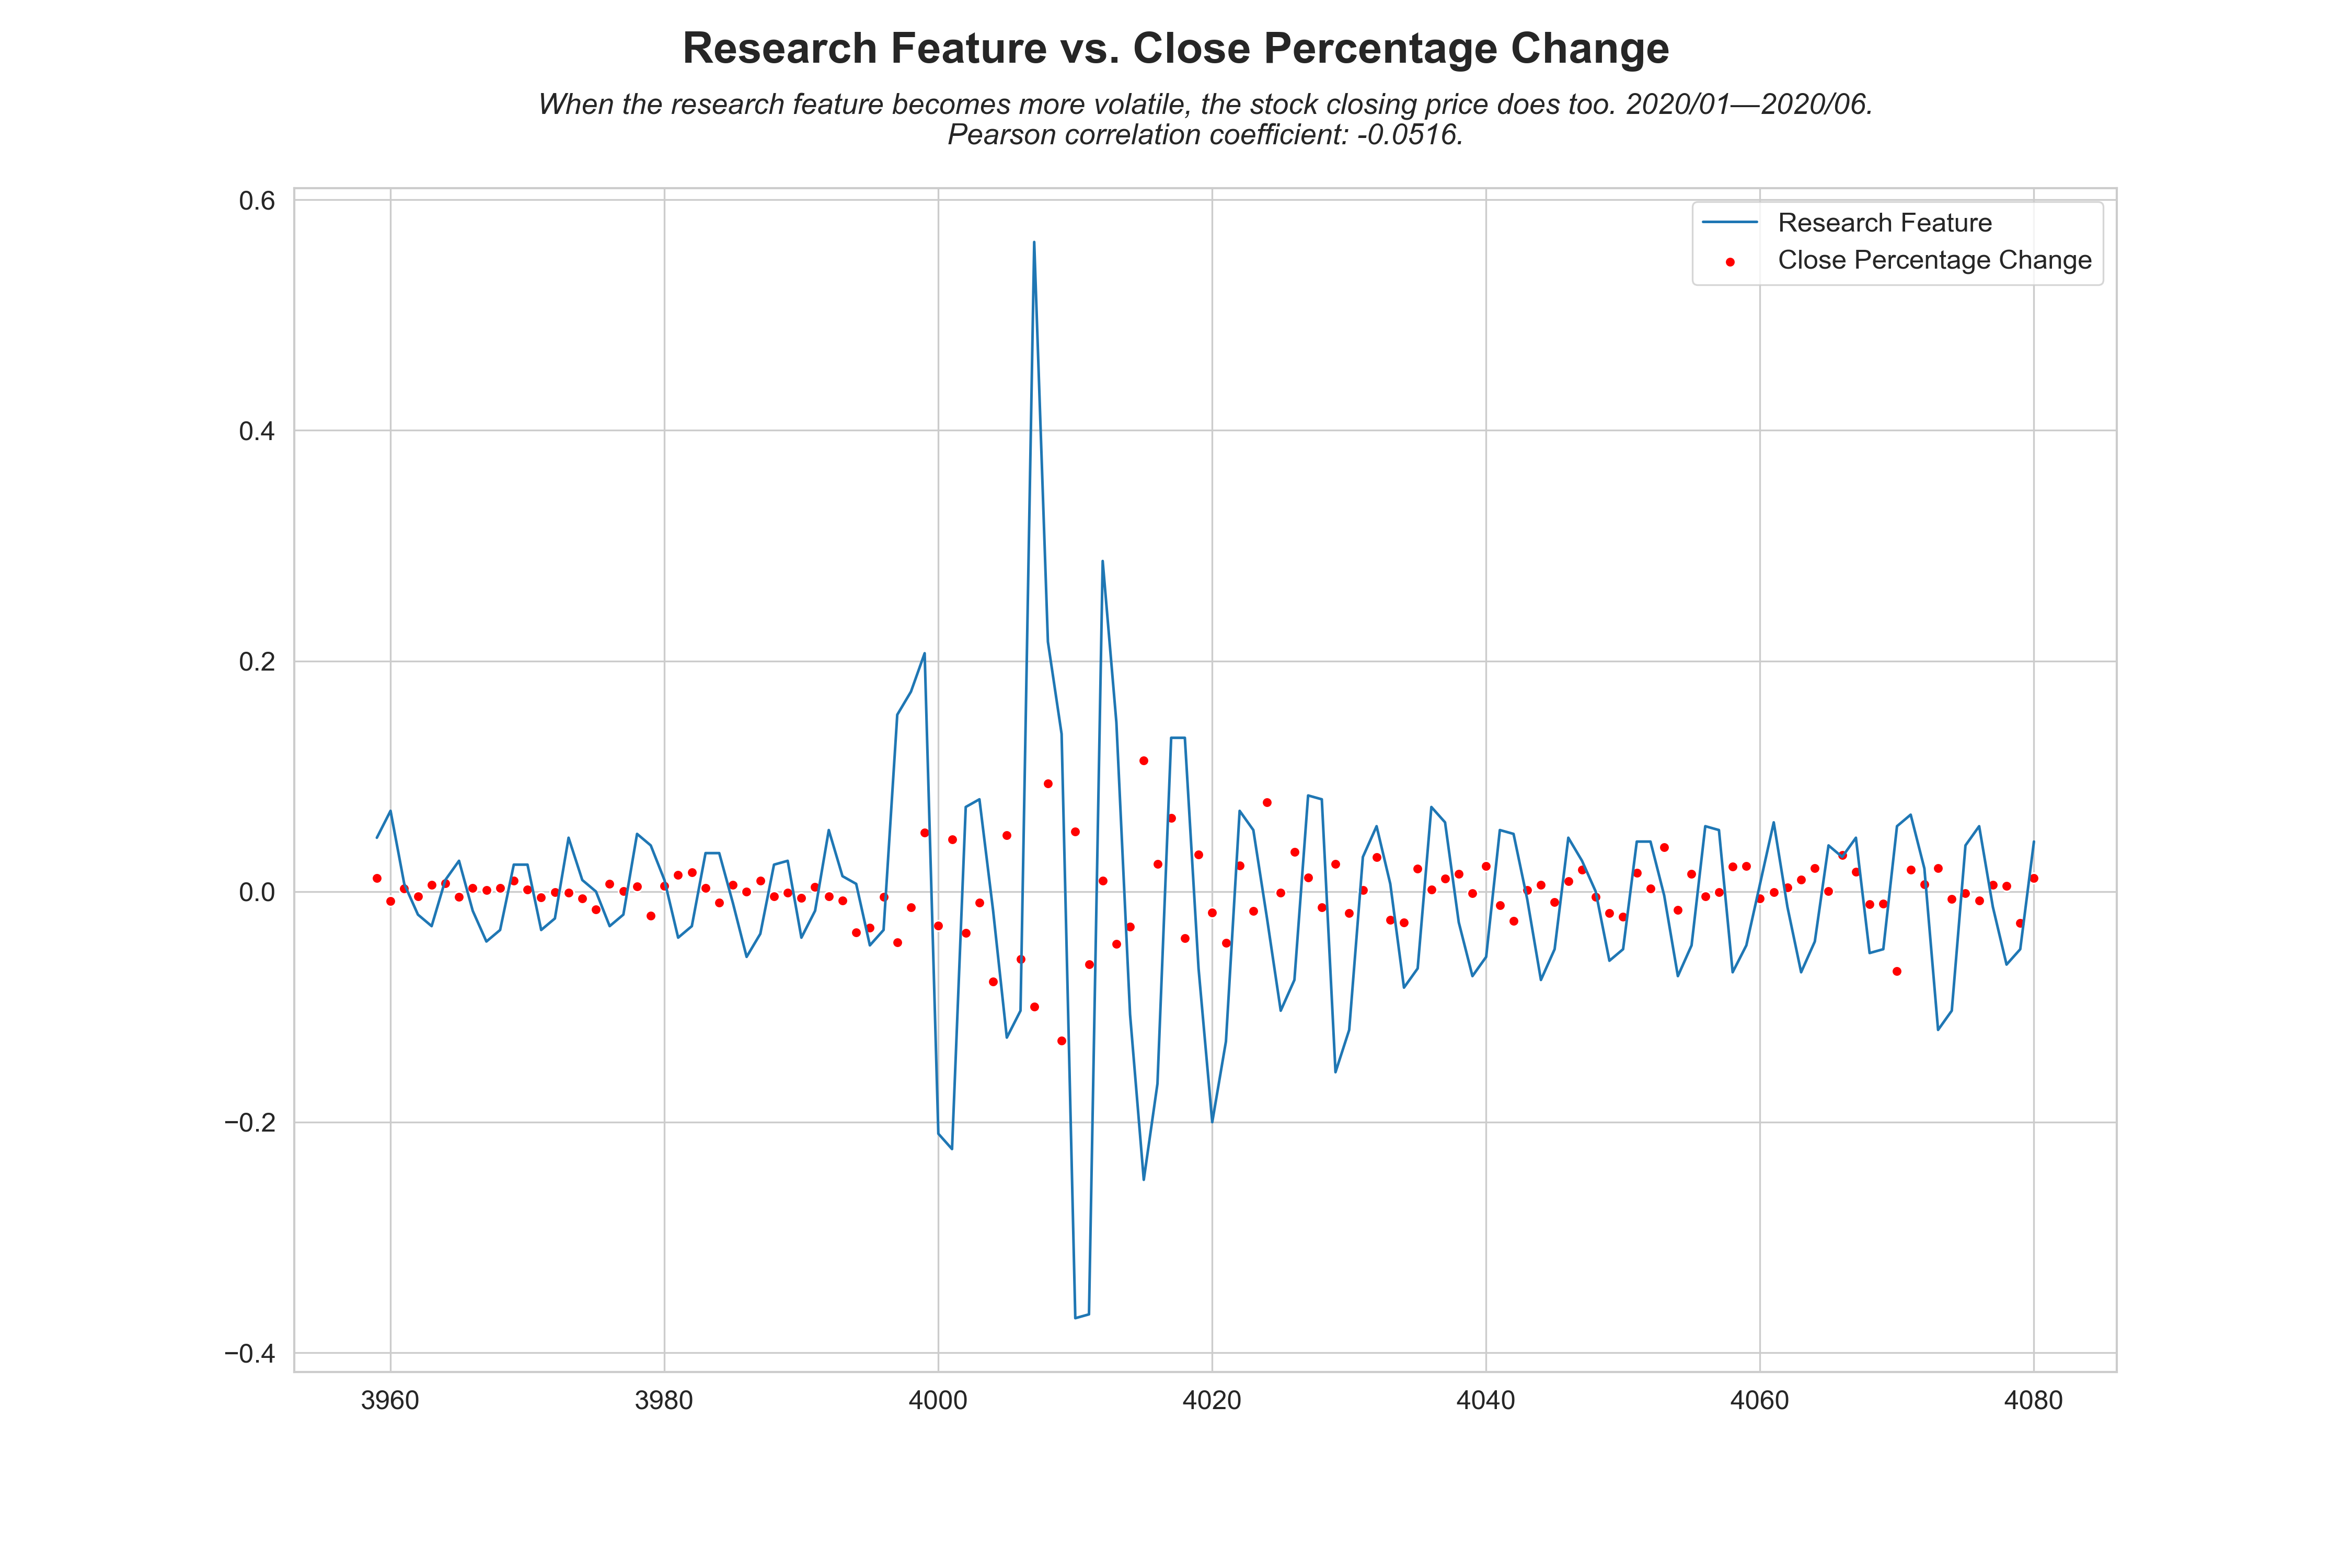 Research Feature vs. Close Percentage Change
When the research feature becomes more volatile, the stock closing price does too. 2020/01—2020/06.
Pearson correlation coefficient: -0.0516.
Research Feature
Close Percentage Change
0.6
0.4
0.2
0.0
−0.2
−0.4
3960 3980 4000 4020 4040 4060 4080